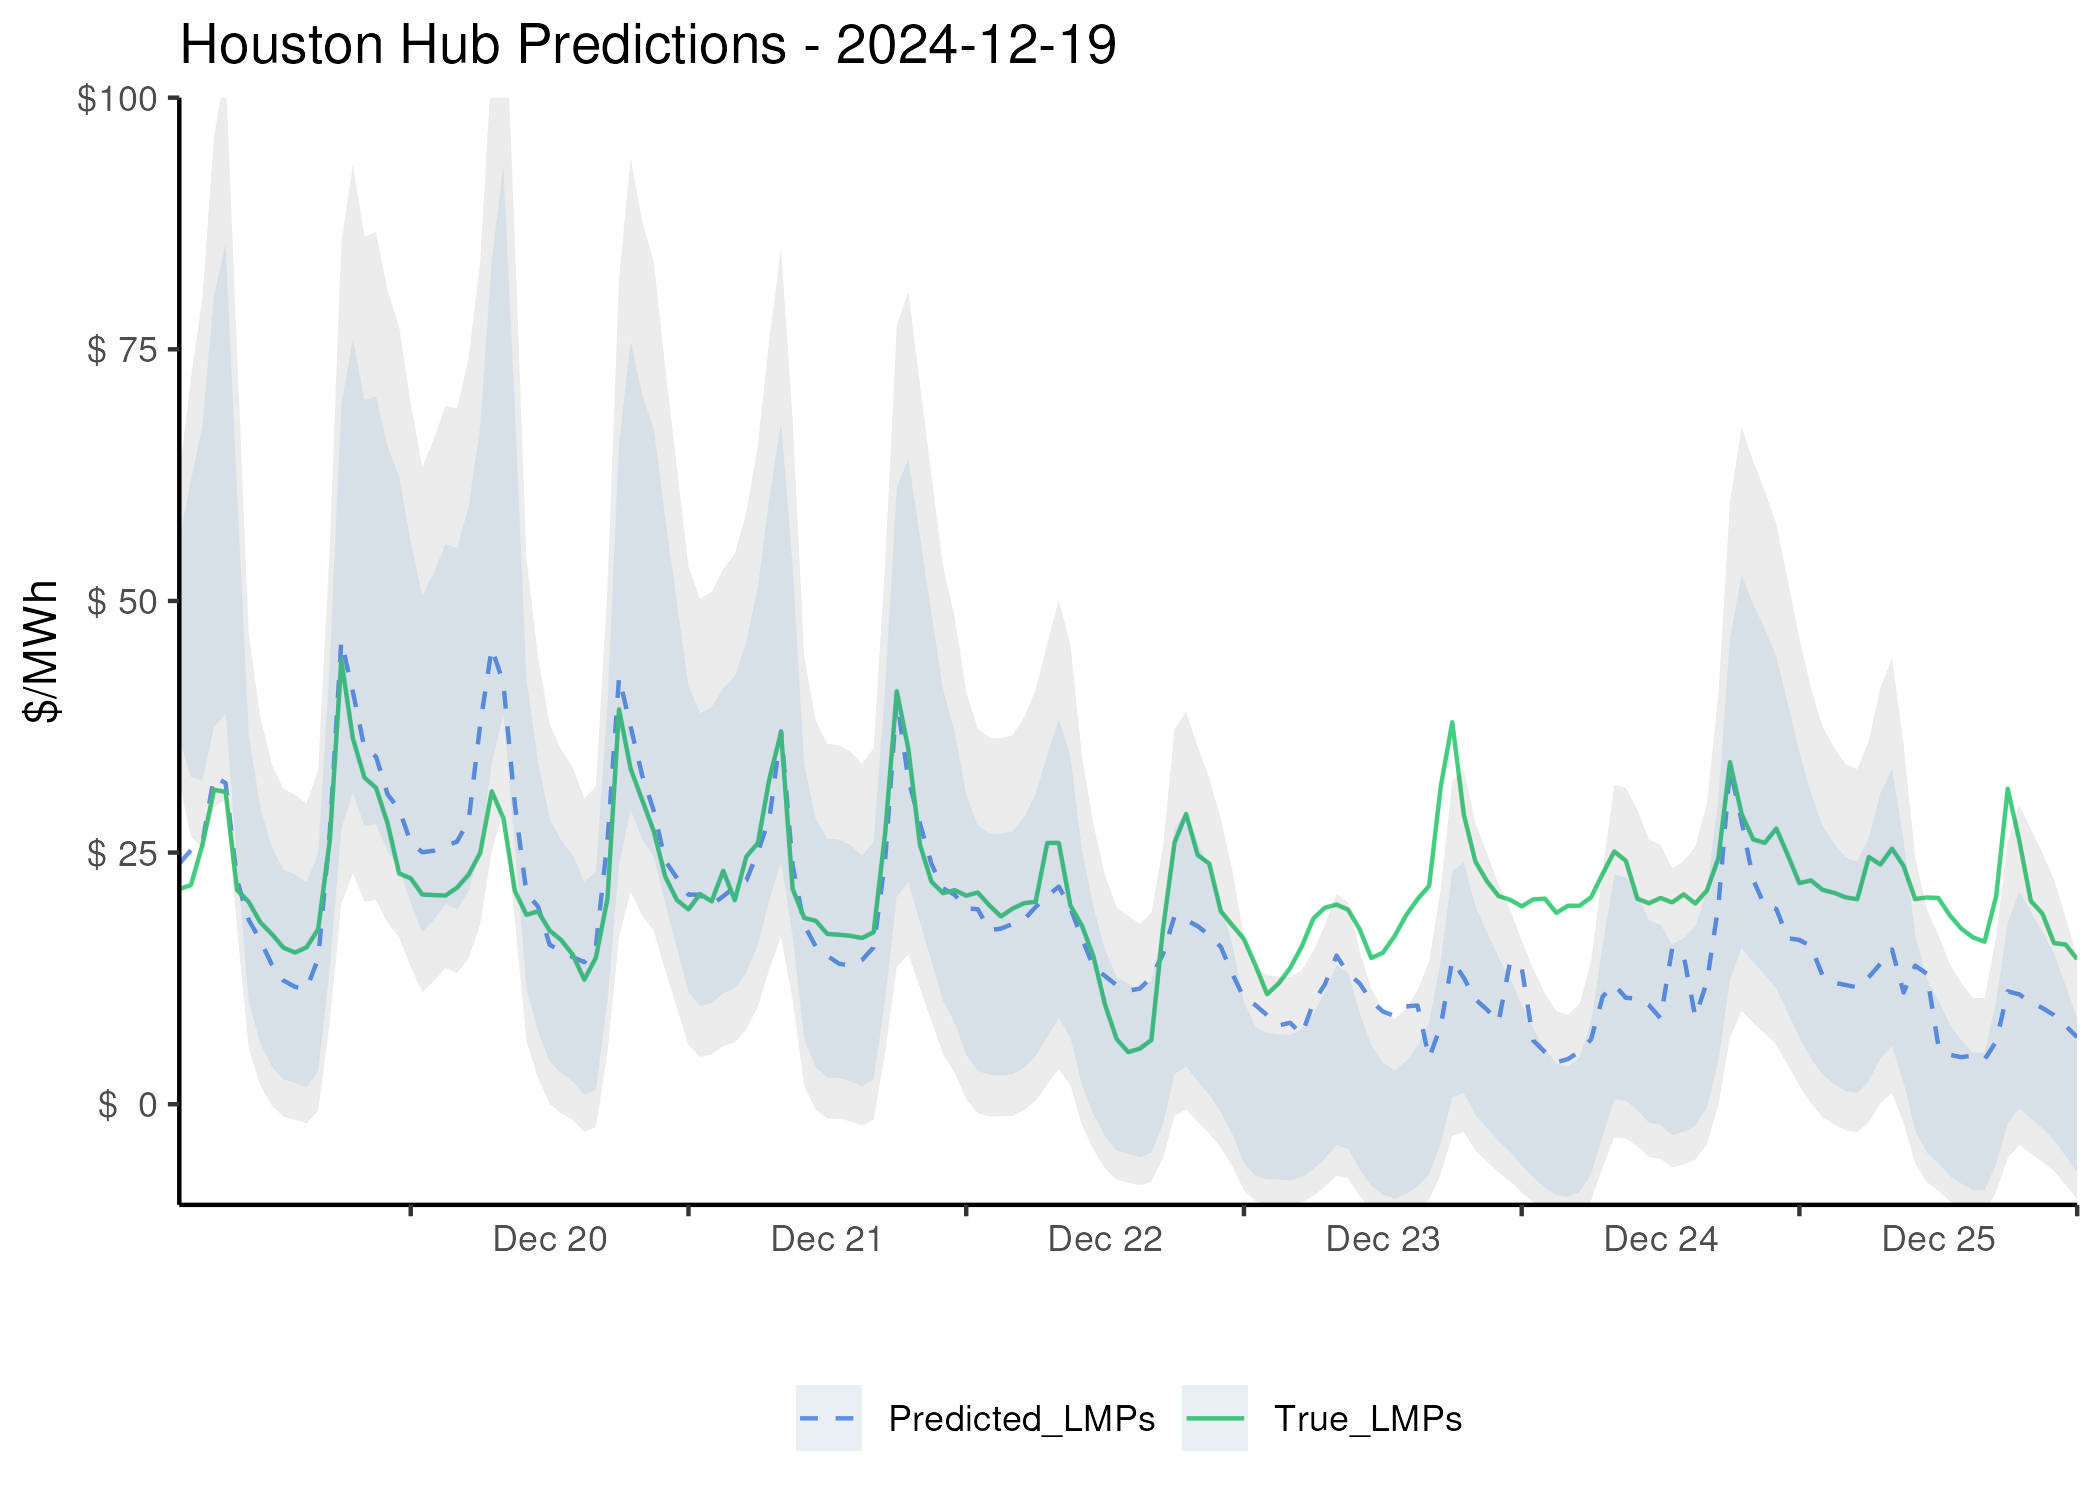 Houston Hub Predictions - 2024-12-19
$100
$ 75
$ 50
$ 25
$ 0
$/MWh
Dec 20 Dec 21 Dec 22 Dec 23 Dec 24 Dec 25
Predicted_LMPs True_LMPs